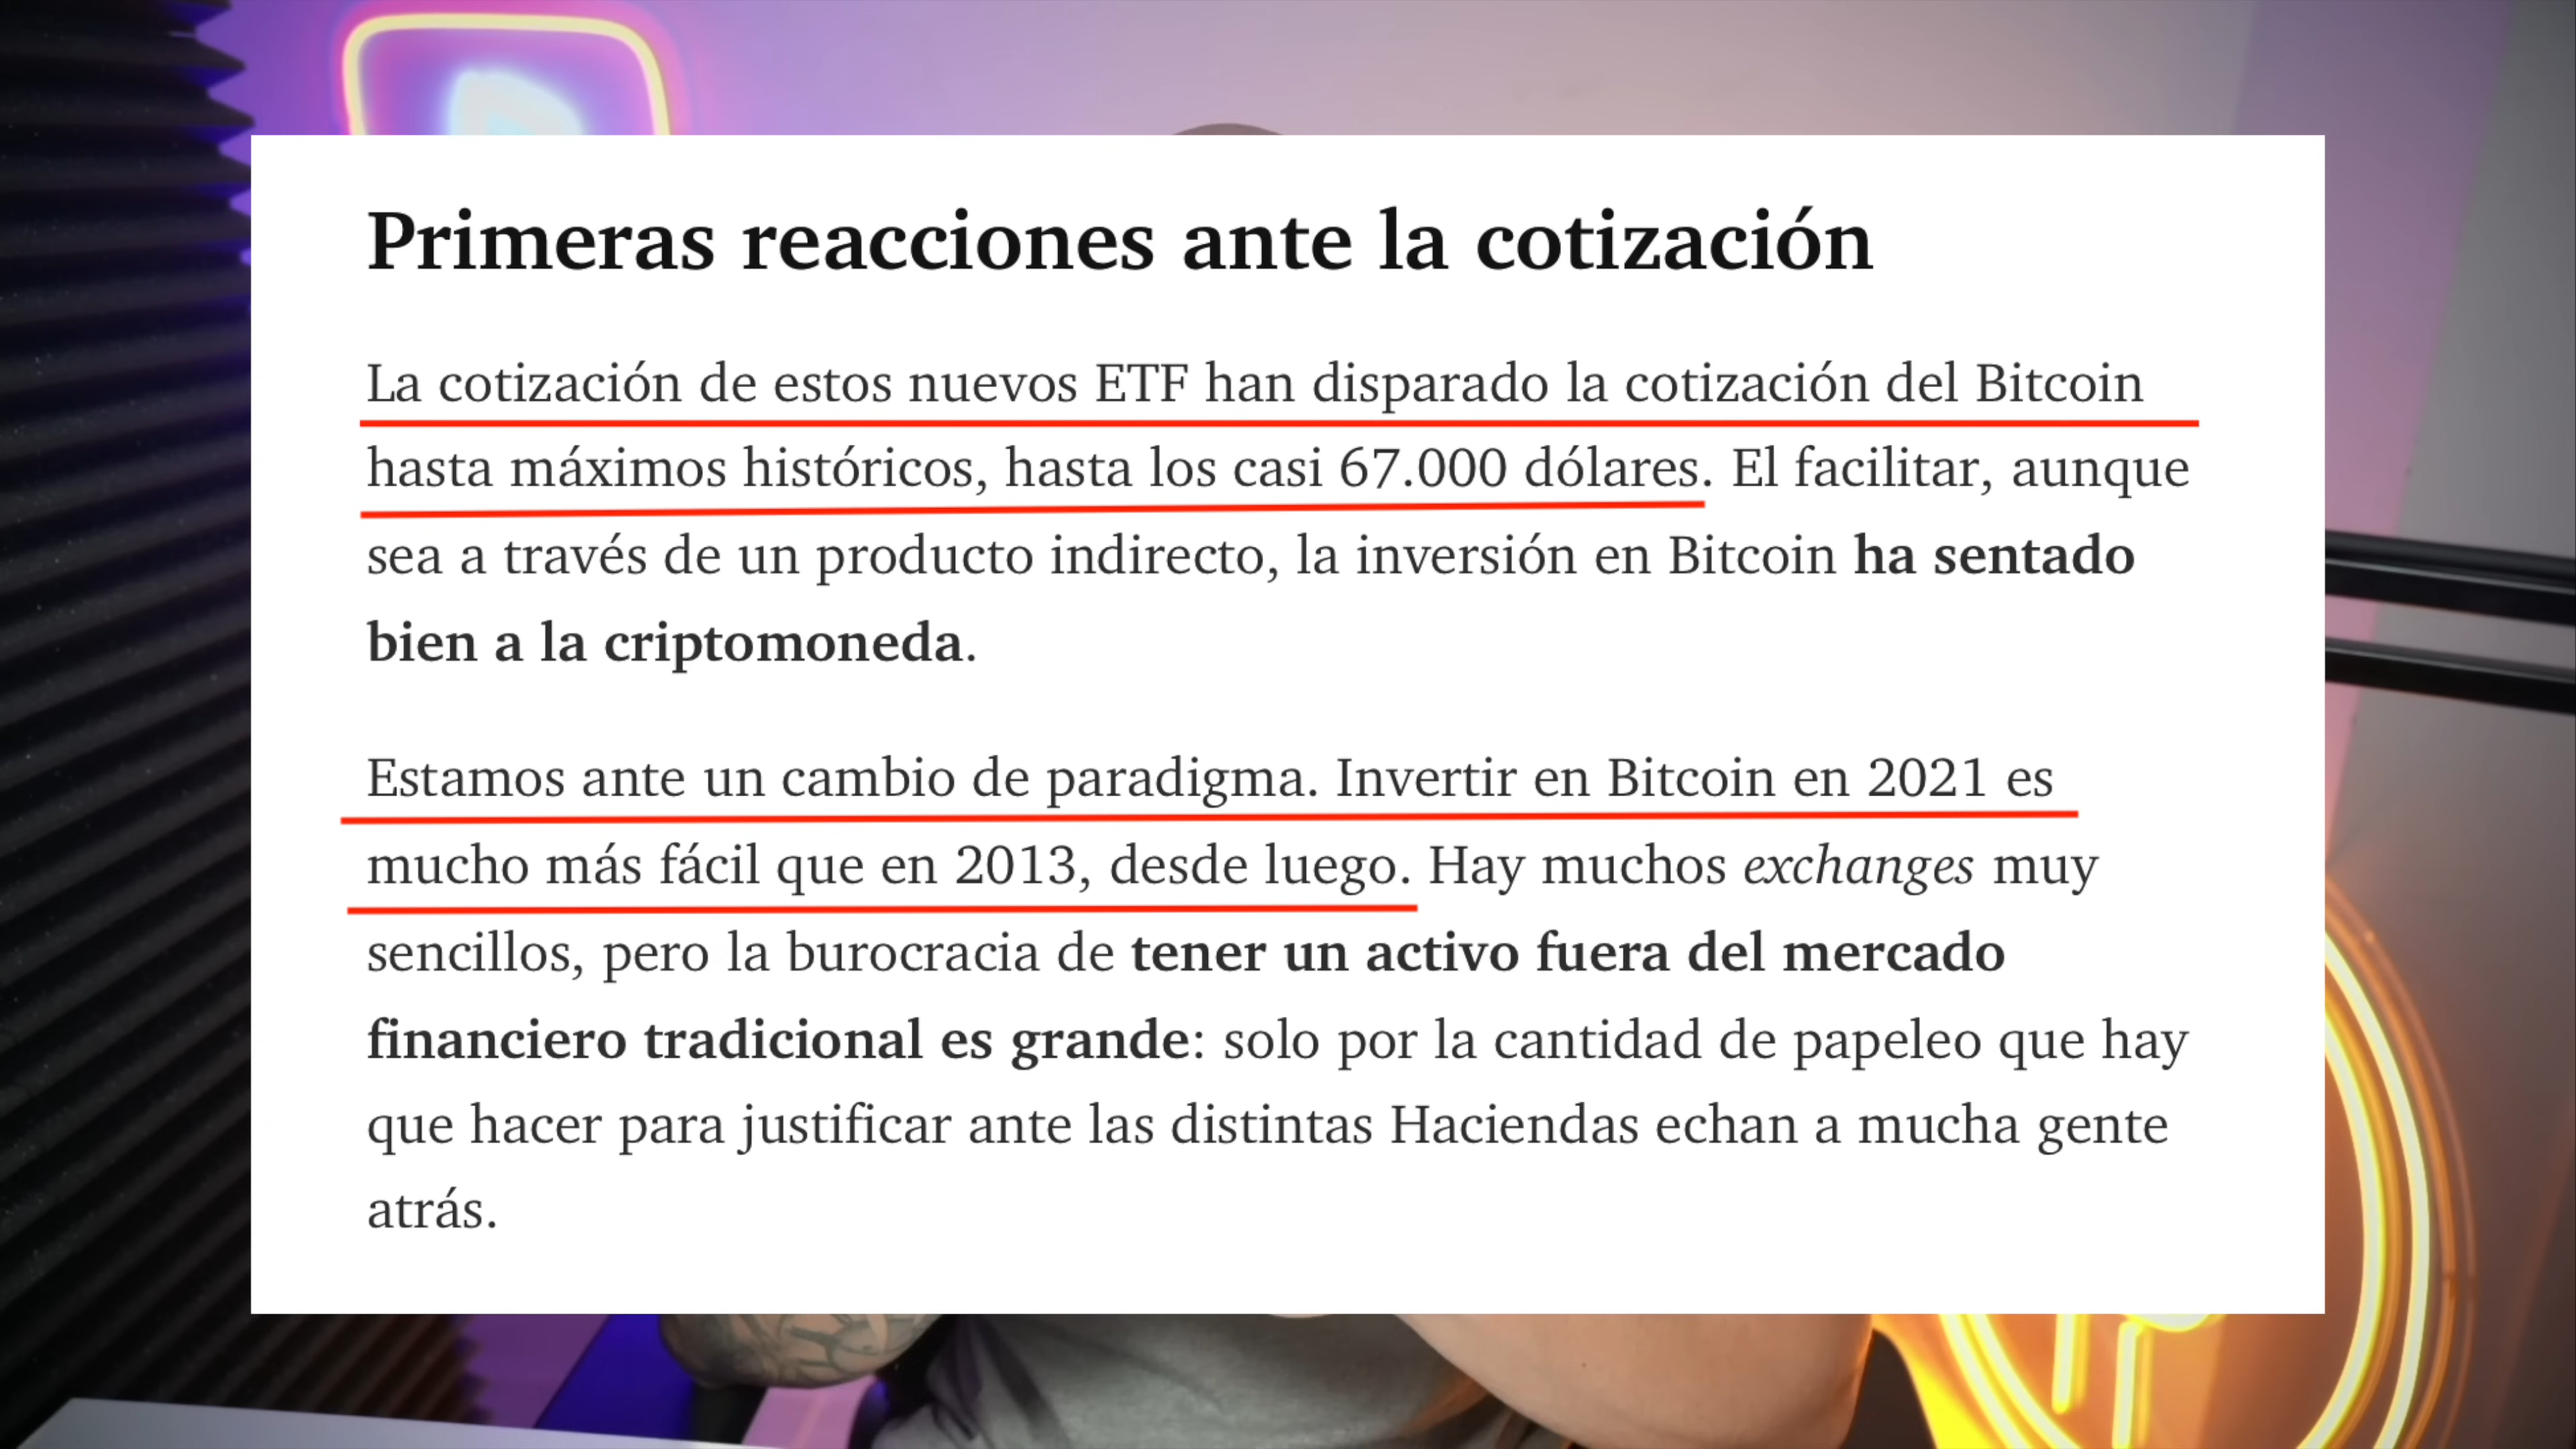 Primeras reacciones ante la cotización
La cotización de estos nuevos ETF han disparado la cotización del Bitcoin
hasta máximos históricos, hasta los casi 67.000 dólares. El facilitar, aunque
sea a través de un producto indirecto, la inversión en Bitcoin ha sentado
bien a la criptomoneda.
Estamos ante un cambio de paradigma. Invertir en Bitcoin en 2021 es
mucho más fácil que en 2013, desde luego. Hay muchos exchanges muy
sencillos, pero la burocracia de tener un activo fuera del mercado
financiero tradicional es grande: solo por la cantidad de papeleo que hay
que hacer para justificar ante las distintas Haciendas echan a mucha gente
atrás.